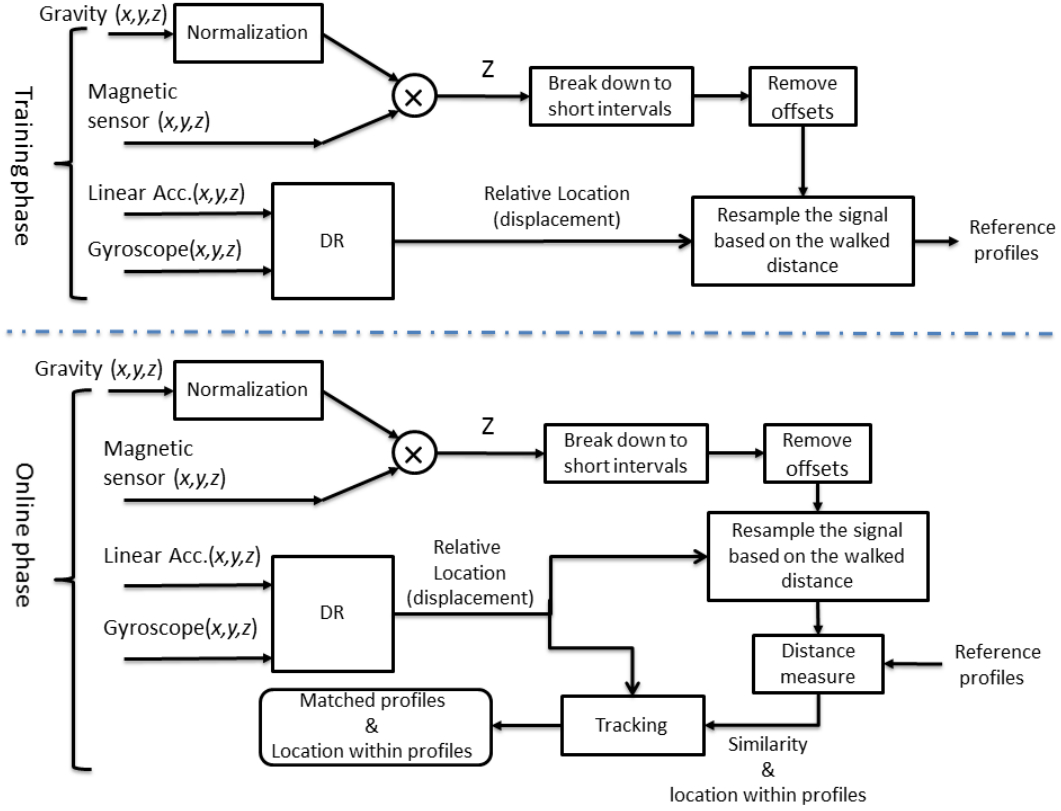 Gravity (x,y,z)
Normalization
Magnetic
sensor (x,y,z)
×
Z
Break down to
short intervals
Remove
offsets
Training phase
Linear Acc.(x,y,z)
Gyroscope(x,y,z)
DR
Relative Location
(displacement)
Resample the signal
based on the walked
distance
Reference
profiles
Gravity (x,y,z)
Normalization
Magnetic
sensor (x,y,z)
×
Z
Break down to
short intervals
Remove
offsets
Online phase
Linear Acc.(x,y,z)
Gyroscope(x,y,z)
DR
Relative
Location
(displacement)
Resample the signal
based on the walked
distance
Distance
measure
Reference
profiles
Matched profiles
&
Location within profiles
Tracking
Similarity
&
location within profiles